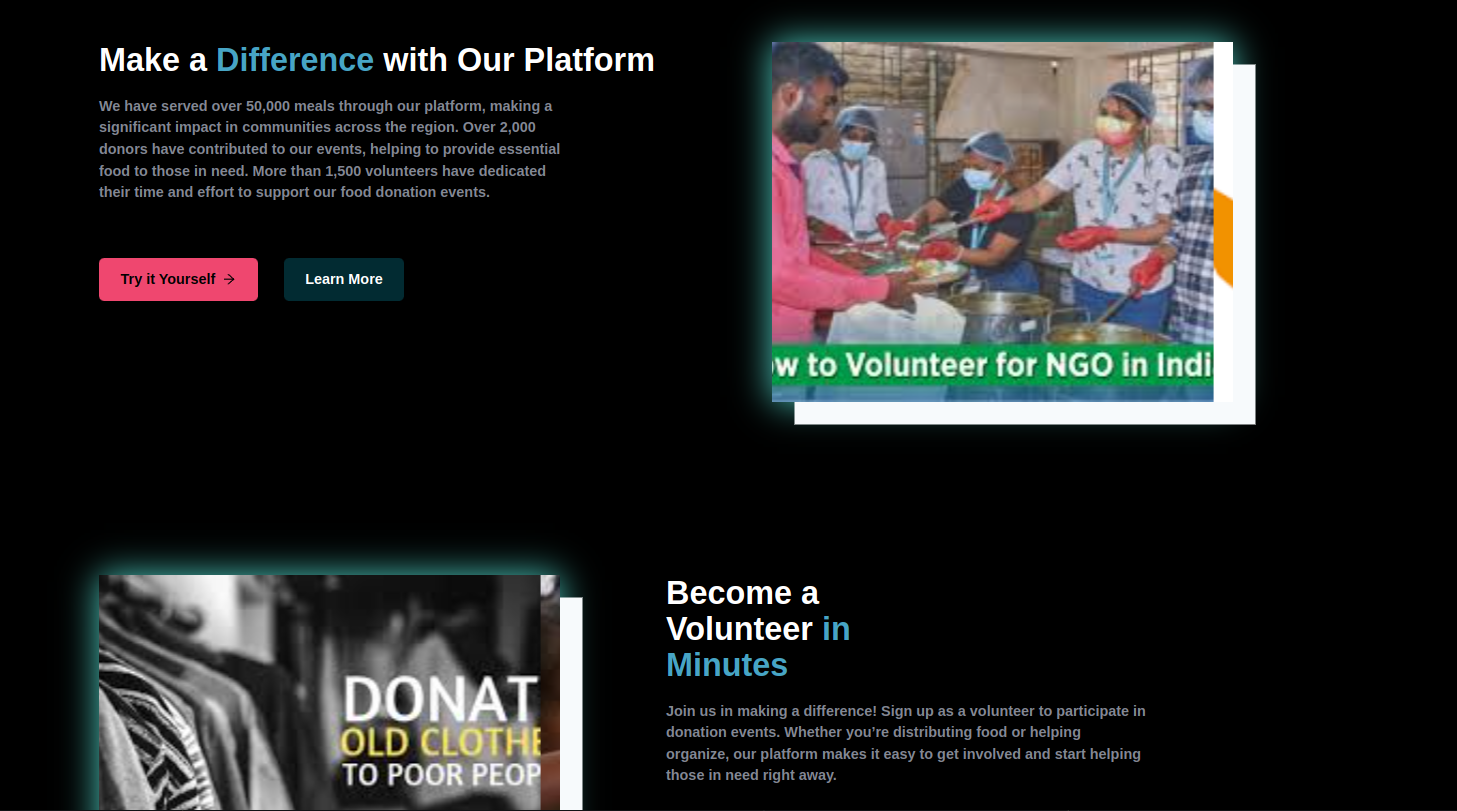 Make a Difference with Our Platform
We have served over 50,000 meals through our platform, making a
significant impact in communities across the region. Over 2,000
donors have contributed to our events, helping to provide essential
food to those in need. More than 1,500 volunteers have dedicated
their time and effort to support our food donation events.
Try it Yourself →
Learn More
ow to Volunteer for NGO in Indi
DONAT
OLD CLOTHE
TO POOR PEOP
Become a
Volunteer in
Minutes
Join us in making a difference! Sign up as a volunteer to participate in
donation events. Whether you’re distributing food or helping
organize, our platform makes it easy to get involved and start helping
those in need right away.